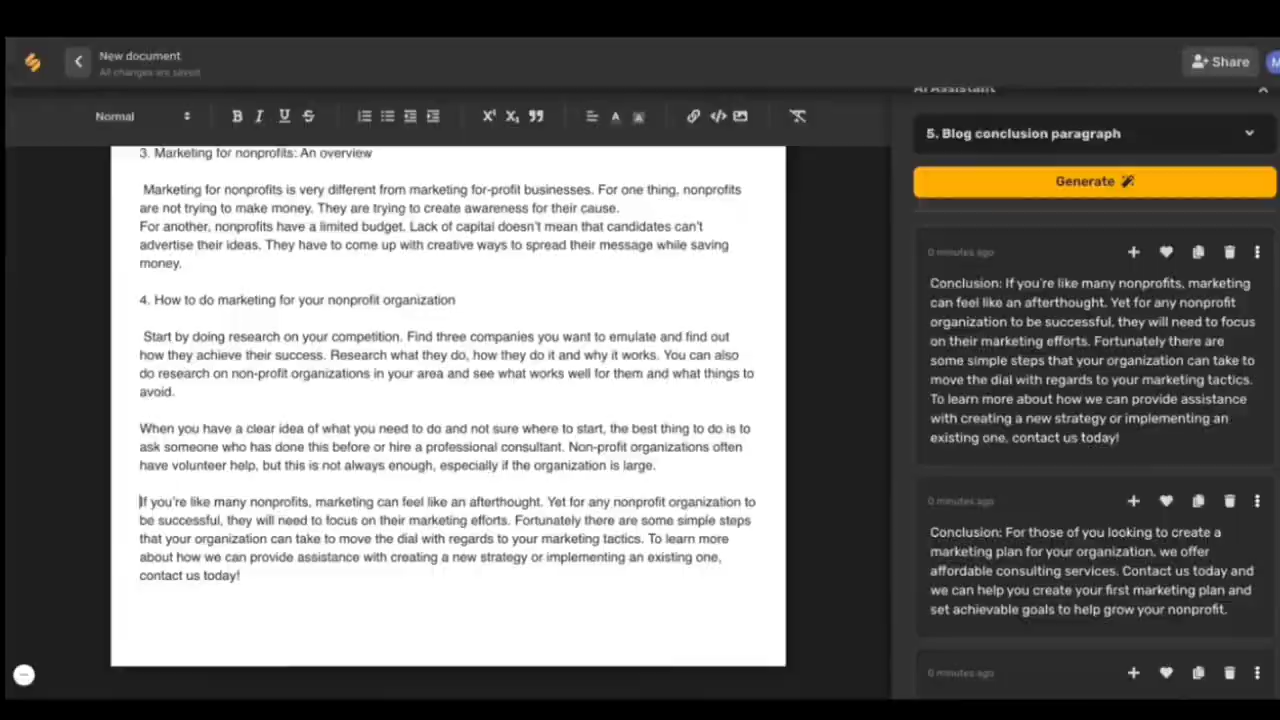 New document
All changes are saved
Share
M
Normal
AI Assistant
5. Blog conclusion paragraph
Generate
3. Marketing for nonprofits: An overview
Marketing for nonprofits is very different from marketing for-profit businesses. For one thing, nonprofits
are not trying to make money. They are trying to create awareness for their cause.
For another, nonprofits have a limited budget. Lack of capital doesn't mean that candidates can't
advertise their ideas. They have to come up with creative ways to spread their message while saving
money.
4. How to do marketing for your nonprofit organization
Start by doing research on your competition. Find three companies you want to emulate and find out
how they achieve their success. Research what they do, how they do it and why it works. You can also
do research on non-profit organizations in your area and see what works well for them and what things to
avoid.
When you have a clear idea of what you need to do and not sure where to start, the best thing to do is to
ask someone who has done this before or hire a professional consultant. Non-profit organizations often
have volunteer help, but this is not always enough, especially if the organization is large.
If you're like many nonprofits, marketing can feel like an afterthought. Yet for any nonprofit organization to
be successful, they will need to focus on their marketing efforts. Fortunately there are some simple steps
that your organization can take to move the dial with regards to your marketing tactics. To learn more
about how we can provide assistance with creating a new strategy or implementing an existing one,
contact us today!
0 minutes ago
Conclusion: If you're like many nonprofits, marketing
can feel like an afterthought. Yet for any nonprofit
organization to be successful, they will need to focus
on their marketing efforts. Fortunately there are
some simple steps that your organization can take to
move the dial with regards to your marketing tactics.
To learn more about how we can provide assistance
with creating a new strategy or implementing an
existing one, contact us today!
0 minutes ago
Conclusion: For those of you looking to create a
marketing plan for your organization, we offer
affordable consulting services. Contact us today and
we can help you create your first marketing plan and
set achievable goals to help grow your nonprofit.
0 minutes ago